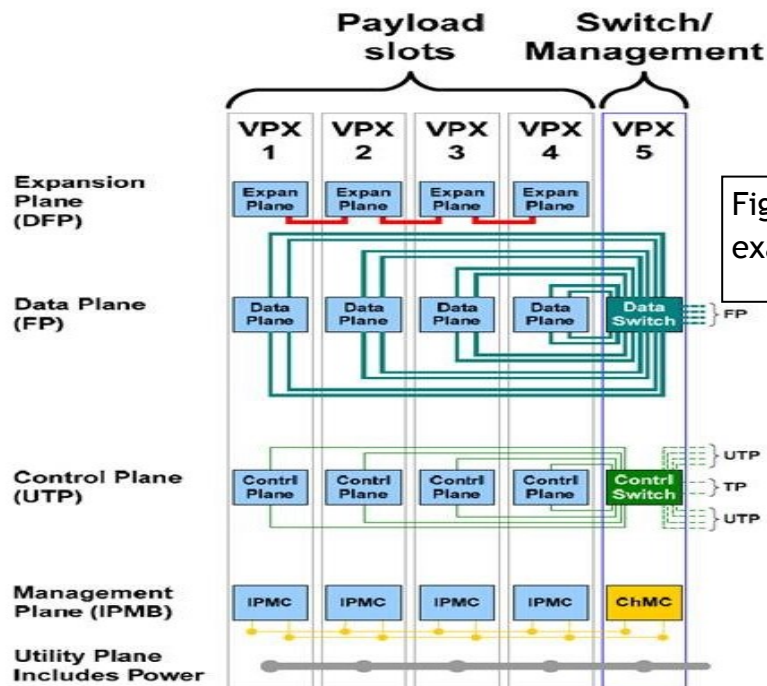 Payload
slots
Switch/
Management
VPX
1
VPX
2
VPX
3
VPX
4
VPX
5
Expansion
Plane
(DFP)
Expan
Plane
Expan
Plane
Expan
Plane
Expan
Plane
Data Plane
(FP)
Data
Plane
Data
Plane
Data
Plane
Data
Plane
Data
Switch
FP
Control Plane
(UTP)
Contrl
Plane
Contrl
Plane
Contrl
Plane
Contrl
Plane
Contrl
Switch
UTP
TP
UTP
Management
Plane (IPMB)
IPMC
IPMC
IPMC
IPMC
ChMC
Utility Plane
Includes Power